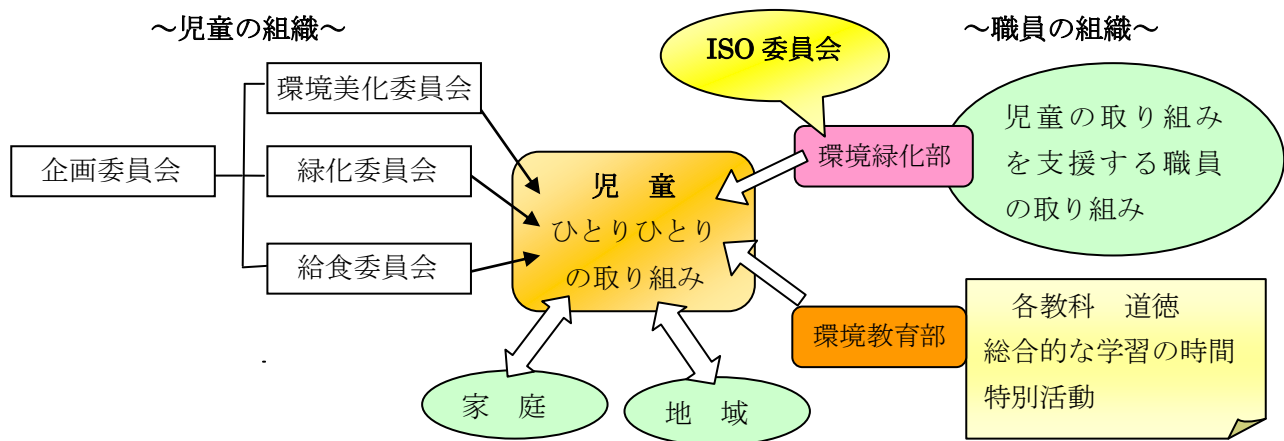 ～児童の組織～
ISO 委員会
～職員の組織～
環境美化委員会
企画委員会
緑化委員会
給食委員会
児　童
ひとりひとり
の取り組み
環境緑化部
児童の取り組み
を支援する職員
の取り組み
環境教育部
各教科　道徳
総合的な学習の時間
特別活動
家　庭
地　域